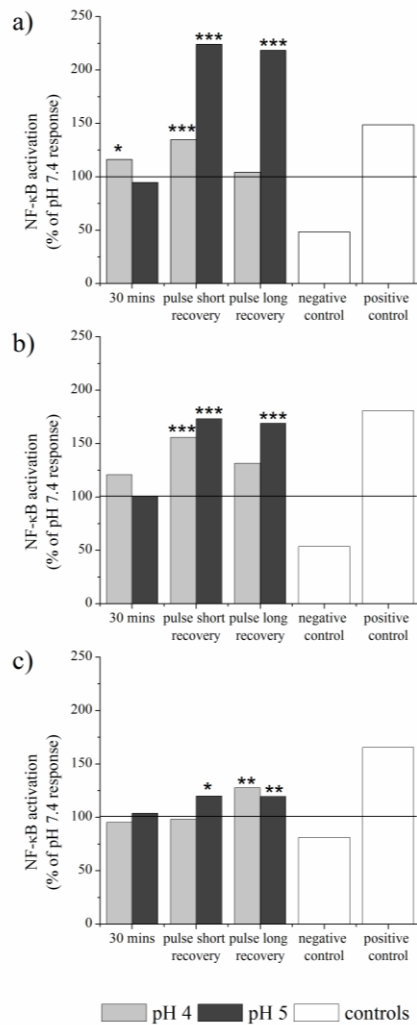 a)
NF-κB activation
(% of pH 7.4 response)
250
200
150
100
50
0
*
***
***
***
30 mins
pulse short
recovery
pulse long
recovery
negative
control
positive
control
b)
NF-κB activation
(% of pH 7.4 response)
250
200
150
100
50
0
***
***
***
30 mins
pulse short
recovery
pulse long
recovery
negative
control
positive
control
c)
NF-κB activation
(% of pH 7.4 response)
250
200
150
100
50
0
*
**
**
30 mins
pulse short
recovery
pulse long
recovery
negative
control
positive
control
pH 4
pH 5
controls